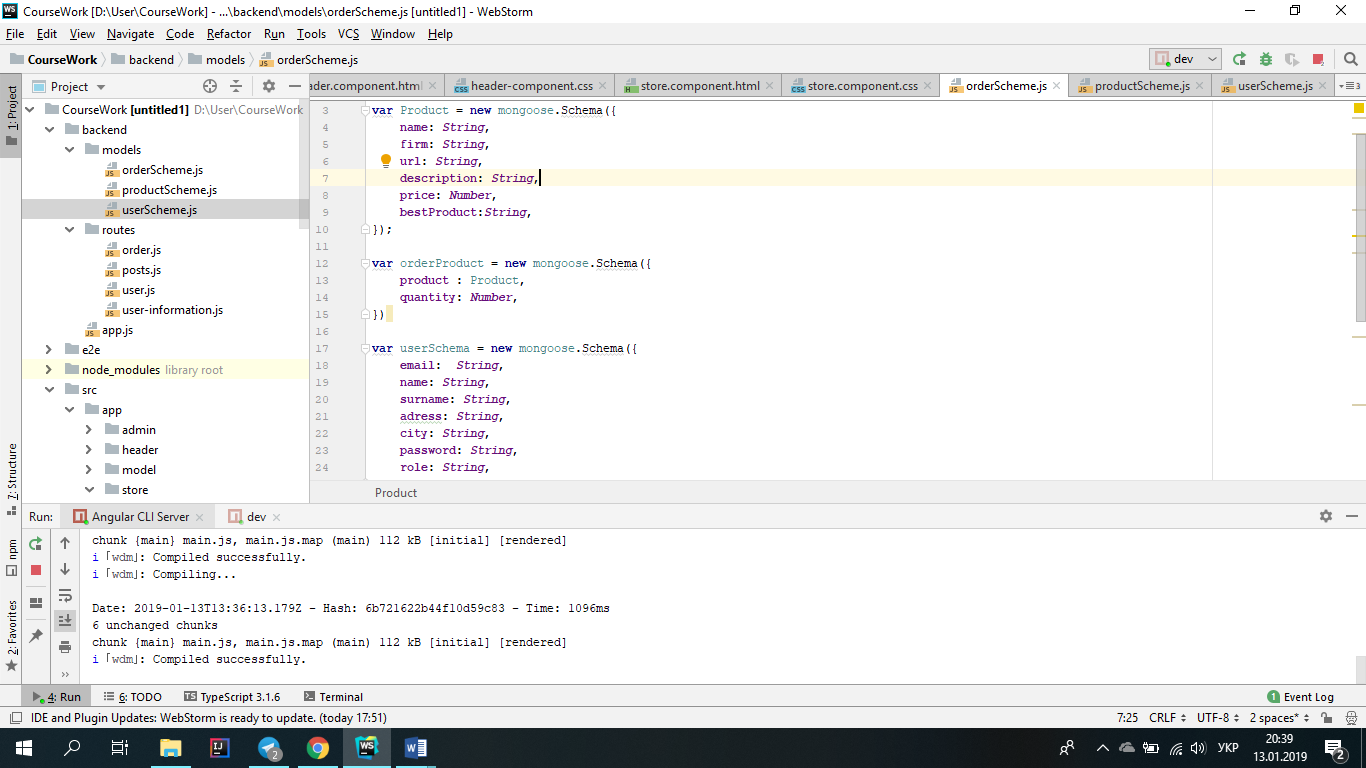 CourseWork [D:\User\CourseWork] - ...\backend\models\orderScheme.js [untitled1] - WebStorm
File Edit View Navigate Code Refactor Run Tools VCS Window Help
CourseWork backend models orderScheme.js dev
Project
ader.component.html header-component.css store.component.html store.component.css orderScheme.js productScheme.js userScheme.js 3
1: Project
CourseWork [untitled1] D:\User\CourseWork
backend
models
orderScheme.js
productScheme.js
userScheme.js
routes
order.js
posts.js
user.js
user-information.js
app.js
e2e
node_modules library root
src
app
admin
header
model
store
3 var Product = new mongoose.Schema({
4 name: String,
5 firm: String,
6 url: String,
7 description: String,
8 price: Number,
9 bestProduct:String,
10 });
11
12 var orderProduct = new mongoose.Schema({
13 product : Product,
14 quantity: Number,
15 })
16
17 var userSchema = new mongoose.Schema({
18 email:  String,
19 name: String,
20 surname: String,
21 adress: String,
22 city: String,
23 password: String,
24 role: String,
Product
7: Structure
npm
2: Favorites
Run: Angular CLI Server dev
chunk {main} main.js, main.js.map (main) 112 kB [initial] [rendered]
i ｢wdm｣: Compiled successfully.
i ｢wdm｣: Compiling...
Date: 2019-01-13T13:36:13.179Z - Hash: 6b721622b44f10d59c83 - Time: 1096ms
6 unchanged chunks
chunk {main} main.js, main.js.map (main) 112 kB [initial] [rendered]
i ｢wdm｣: Compiled successfully.
4: Run 6: TODO TypeScript 3.1.6 Terminal 1 Event Log
IDE and Plugin Updates: WebStorm is ready to update. (today 17:51) 7:25 CRLF UTF-8 2 spaces*
2 УКР 20:39
13.01.2019 2